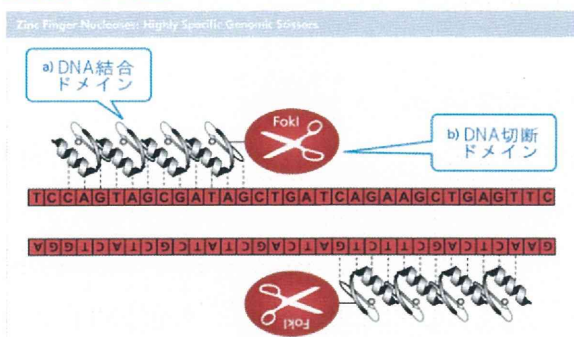 Zinc Finger Nucleases: Highly Specific Genomic Scissors
a) DNA結合
ドメイン
FokI
b) DNA切断
ドメイン
TCCAGTAGCGATAGCTGATCAGAAGCTGAGTTC
GAACTCAGCTTCTGATCAGCTATCGCTACTGGA
FokI